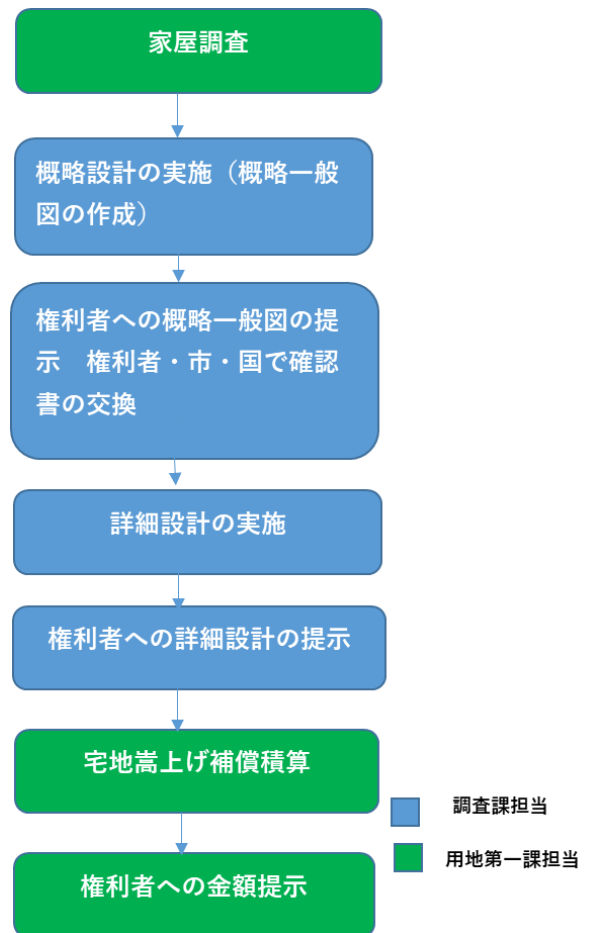 家屋調査
概略設計の実施（概略一般
図の作成）
権利者への概略一般図の提
示　権利者・市・国で確認
書の交換
詳細設計の実施
権利者への詳細設計の提示
宅地嵩上げ補償積算
調査課担当
用地第一課担当
権利者への金額提示